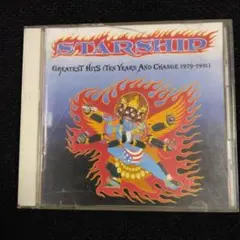 STARSHIP
GREATEST HITS (TEN YEARS AND CHANGE 1979-1991)